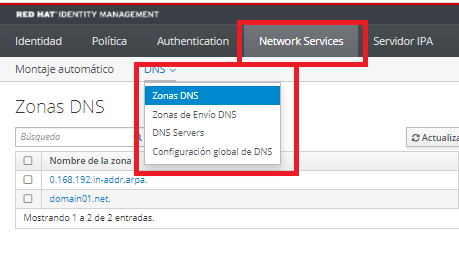 RED HAT IDENTITY MANAGEMENT
Identidad Política Authentication Network Services Servidor IPA
Montaje automático DNS
Zonas DNS
Zonas DNS
Zonas de Envío DNS
DNS Servers
Configuración global de DNS
Búsqueda
Nombre de la zona
0.168.192.in-addr.arpa.
domain01.net.
Mostrando 1 a 2 de 2 entradas.